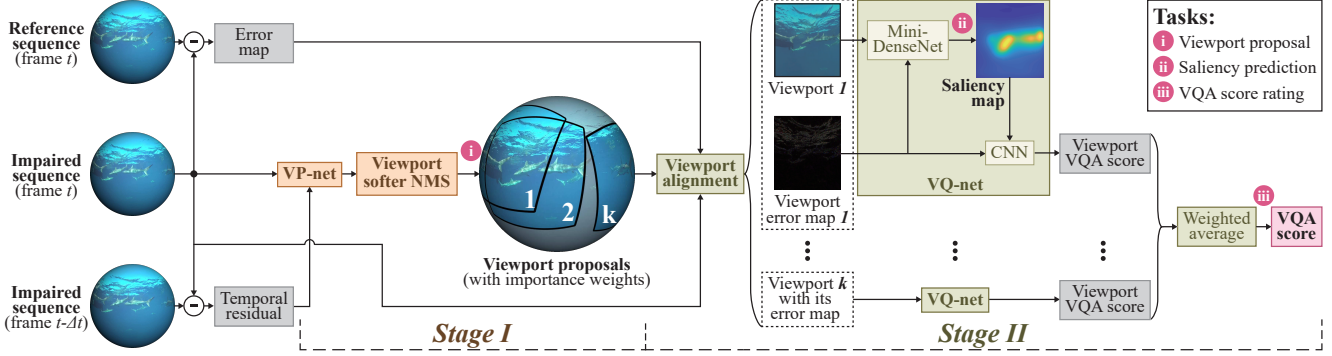 Reference
sequence
(frame t)
Error
map
Impaired
sequence
(frame t)
VP-net
Viewport
softer NMS
i
1
2
k
Viewport proposals
(with importance weights)
Impaired
sequence
(frame t-Δt)
Temporal
residual
Viewport
alignment
Viewport 1
Viewport
error map 1
Viewport k
with its
error map
Mini-
DenseNet
ii
Saliency
map
CNN
VQ-net
VQ-net
Viewport
VQA score
Viewport
VQA score
Weighted
average
iii
VQA
score
Tasks:
i Viewport proposal
ii Saliency prediction
iii VQA score rating
Stage I
Stage II